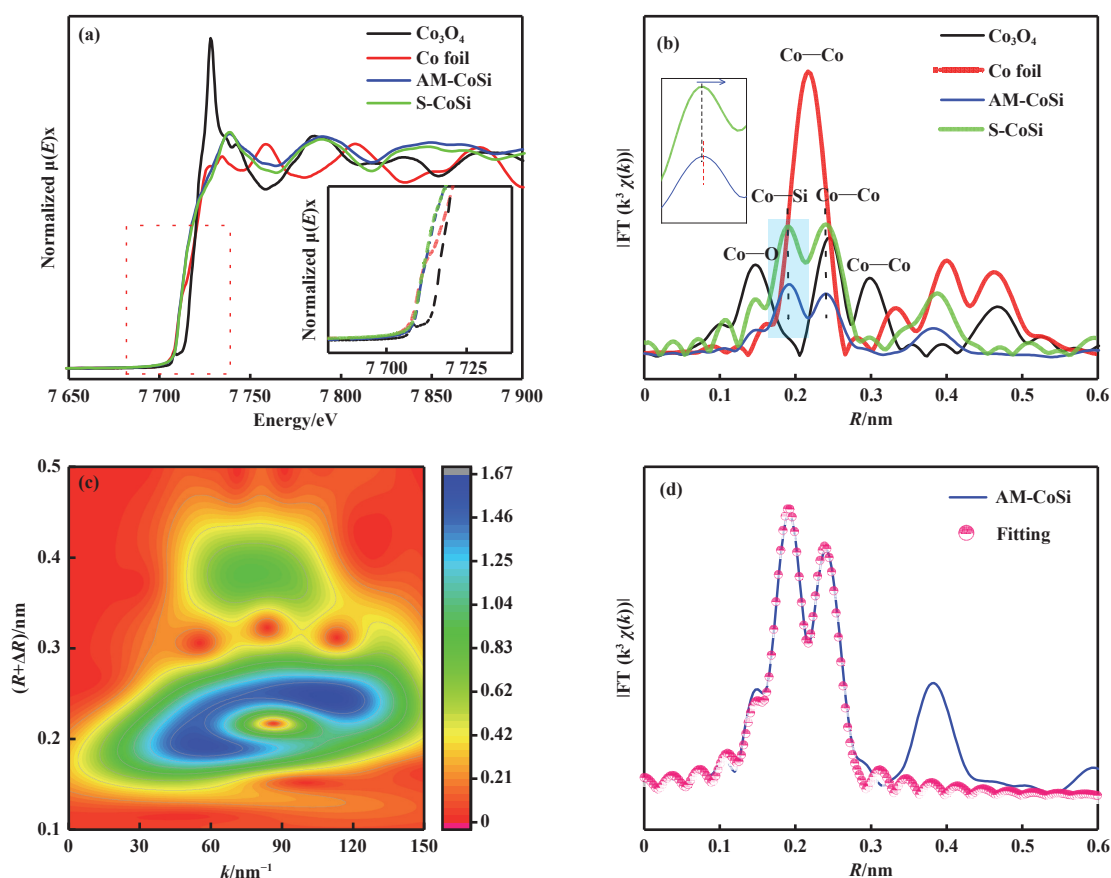 (a)
Co₃O₄
Co foil
AM-CoSi
S-CoSi
Normalized μ(E)x
Normalized μ(E)x
7 700 7 725
7 650 7 700 7 750 7 800 7 850 7 900
Energy/eV
(b)
Co—Co
Co₃O₄
Co foil
AM-CoSi
S-CoSi
Co—Si Co—Co
Co—O
Co—Co
|FT (k³ χ(k))|
0 0.1 0.2 0.3 0.4 0.5 0.6
R/nm
(c)
0.5
0.4
0.3
0.2
0.1
(R+ΔR)/nm
0 30 60 90 120 150
k/nm⁻¹
1.67
1.46
1.25
1.04
0.83
0.62
0.42
0.21
0
(d)
AM-CoSi
Fitting
|FT (k³ χ(k))|
0 0.1 0.2 0.3 0.4 0.5 0.6
R/nm